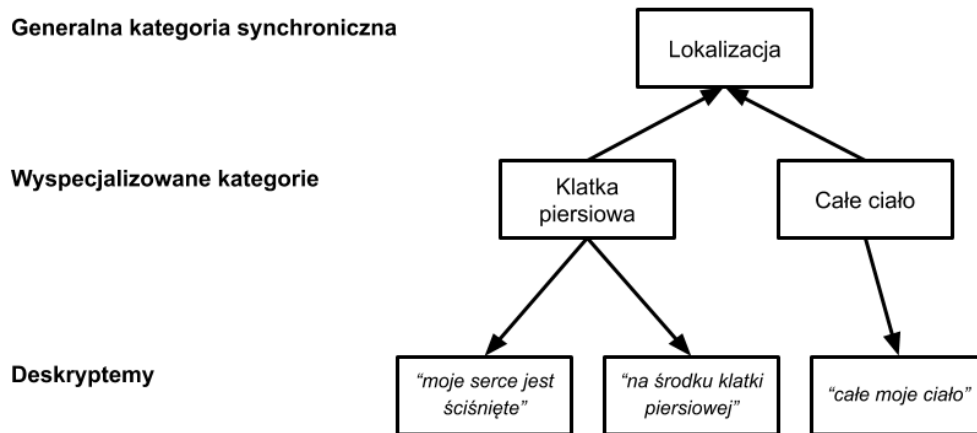 Generalna kategoria synchroniczna
Lokalizacja
Wyspecjalizowane kategorie
Klatka
piersiowa
Całe ciało
Deskryptemy
“moje serce jest
ściśnięte”
“na środku klatki
piersiowej”
“całe moje ciało”